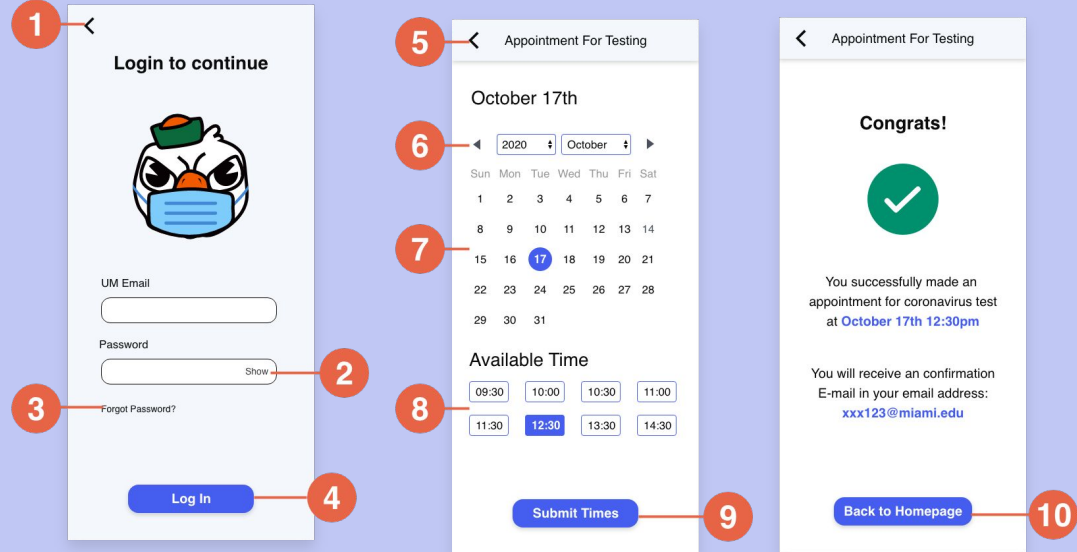 1
Login to continue
UM Email
Password
Show
2
3
Forgot Password?
Log In
4
5
Appointment For Testing
October 17th
6
2020 October
Sun Mon Tue Wed Thu Fri Sat
1 2 3 4 5 6 7
7
8 9 10 11 12 13 14
15 16 17 18 19 20 21
22 23 24 25 26 27 28
29 30 31
Available Time
8
09:30 10:00 10:30 11:00
11:30 12:30 13:30 14:30
Submit Times
9
Appointment For Testing
Congrats!
You successfully made an
appointment for coronavirus test
at October 17th 12:30pm
You will receive an confirmation
E-mail in your email address:
xxx123@miami.edu
Back to Homepage
10